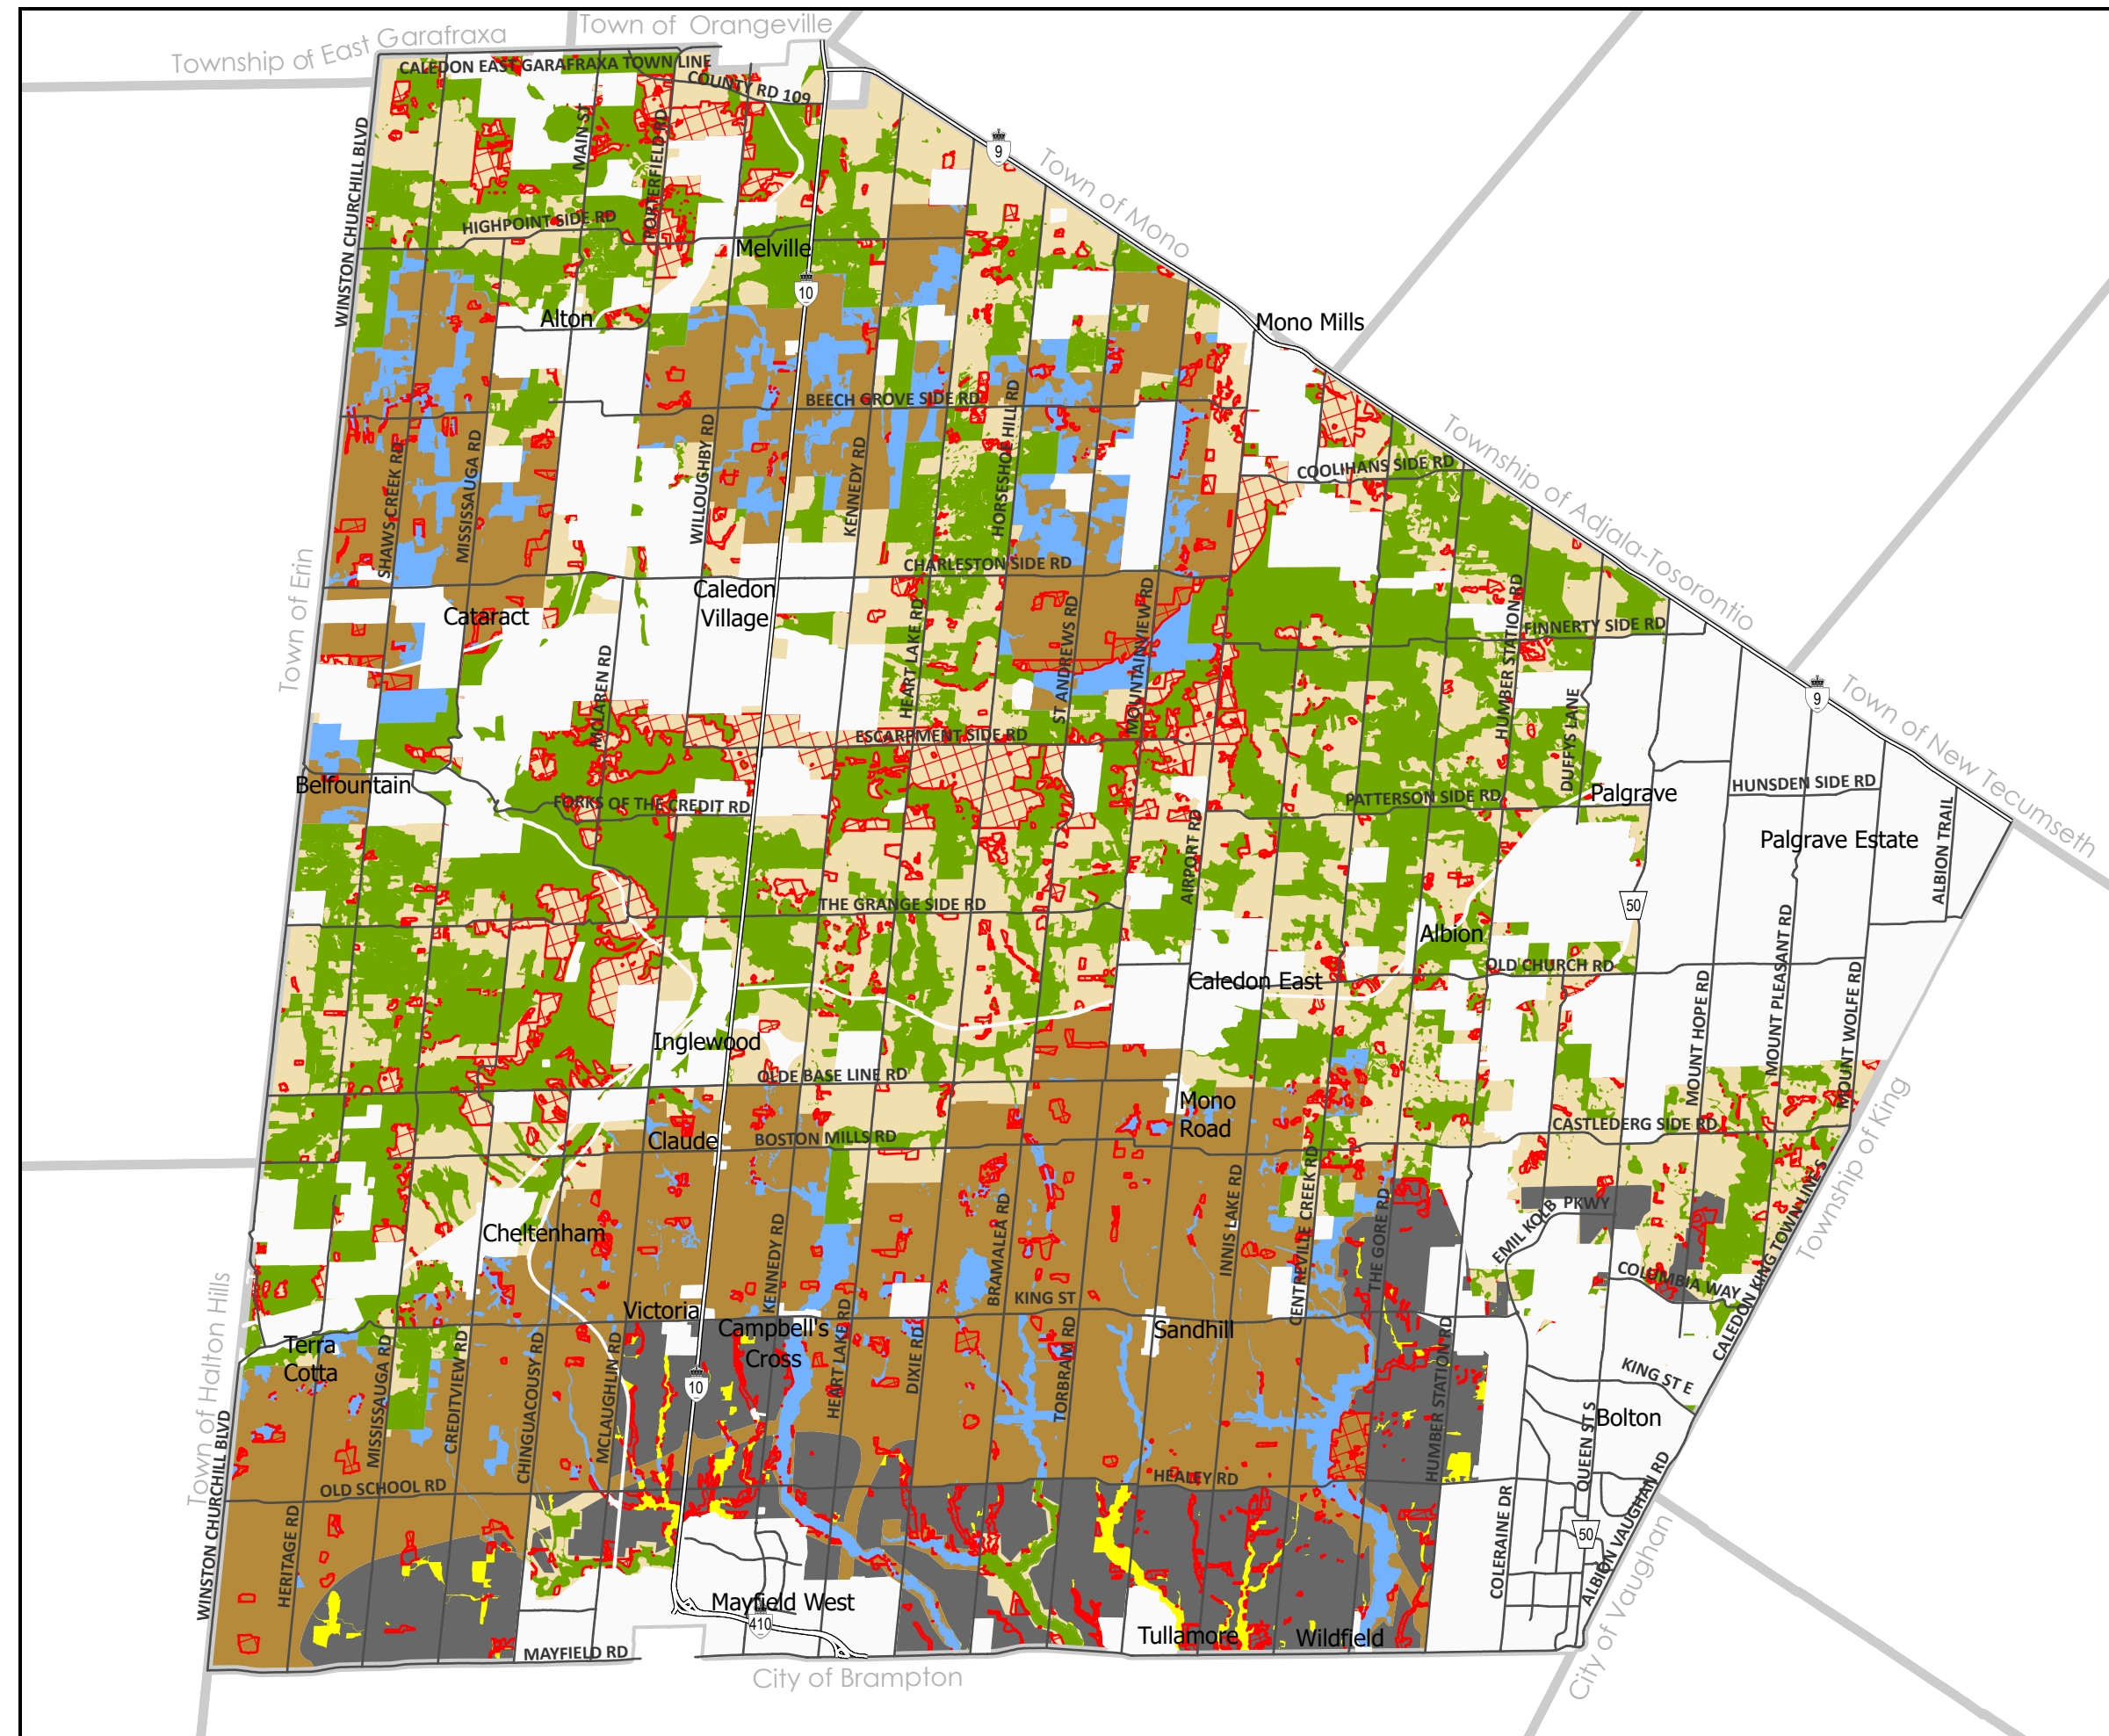 Town of Orangeville
Township of East Garafraxa
CALEDON EAST GARAFRAXA TOWN LINE
COUNTY RD 109
WINSTON CHURCHILL BLVD
MAIN ST
PORTERFIELD RD
9
Town of Mono
HIGHPOINT SIDE RD
Melville
10
Alton
Mono Mills
BEECH GROVE SIDE RD
HORSESHOE HILL RD
WILLOUGHBY RD
KENNEDY RD
SHAWS CREEK RD
MISSISSAUGA RD
COOLIHANS SIDE RD
Township of Adjala-Tosorontio
Town of Erin
CHARLESTON SIDE RD
Caledon
Village
Cataract
HEART LAKE RD
ST ANDREWS RD
MOUNTAINVIEW RD
HUMBER STATION RD
FINNERTY SIDE RD
MCLAREN RD
DUFFYS LANE
9
Town of New Tecumseth
ESCARPMENT SIDE RD
Belfountain
FORKS OF THE CREDIT RD
PATTERSON SIDE RD
Palgrave
HUNSDEN SIDE RD
Palgrave Estate
ALBION TRAIL
AIRPORT RD
THE GRANGE SIDE RD
50
Albion
OLD CHURCH RD
Caledon East
MOUNT HOPE RD
MOUNT PLEASANT RD
MOUNT WOLFE RD
Inglewood
OLDE BASE LINE RD
Mono
Road
Claude
BOSTON MILLS RD
CASTLEDERG SIDE RD
Township of King
KENNEDY RD
BRAMALEA RD
INNIS LAKE RD
CENTREVILLE CREEK RD
THE GORE RD
EMIL KOLB PKWY
Cheltenham
COLUMBIA WAY
CALEDON KING TOWN LINE S
Town of Halton Hills
KING ST
Victoria
Campbell's
Cross
Sandhill
Terra
Cotta
MISSISSAUGA RD
CREDITVIEW RD
CHINGUACOUSY RD
MCLAUGHLIN RD
10
HEART LAKE RD
DIXIE RD
TORBRAM RD
HUMBER STATION RD
KING ST E
Bolton
QUEEN ST S
WINSTON CHURCHILL BLVD
OLD SCHOOL RD
HEALEY RD
HERITAGE RD
COLERAINE DR
50
ALBION VAUGHAN RD
City of Vaughan
Mayfield West
410
Tullamore
Wildfield
MAYFIELD RD
City of Brampton